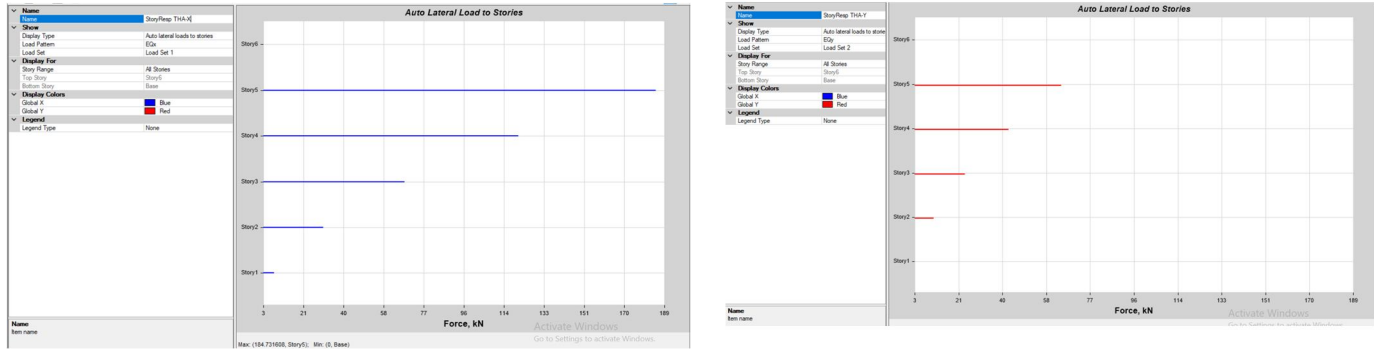 Name
Name StoryResp THA-X
Show
Display Type Auto lateral loads to stories
Load Pattern EQx
Load Set Load Set 1
Display For
Story Range All Stories
Top Story Story6
Bottom Story Base
Display Colors
Global X Blue
Global Y Red
Legend
Legend Type None
Name
Item name
Auto Lateral Load to Stories
Story6
Story5
Story4
Story3
Story2
Story1
3 21 40 58 77 96 114 133 151 170 189
Force, kN
Activate Windows
Go to Settings to activate Windows.
Max: (184.731608, Story5); Min: (0, Base)
Name
Name StoryResp THA-Y
Show
Display Type Auto lateral loads to storie
Load Pattern EQy
Load Set Load Set 2
Display For
Story Range All Stories
Top Story Story6
Bottom Story Base
Display Colors
Global X Blue
Global Y Red
Legend
Legend Type None
Name
Item name
Auto Lateral Load to Stories
Story6
Story5
Story4
Story3
Story2
Story1
3 21 40 58 77 96 114 133 151 170 189
Force, kN
Activate Windows
Go to Settings to activate Windows.